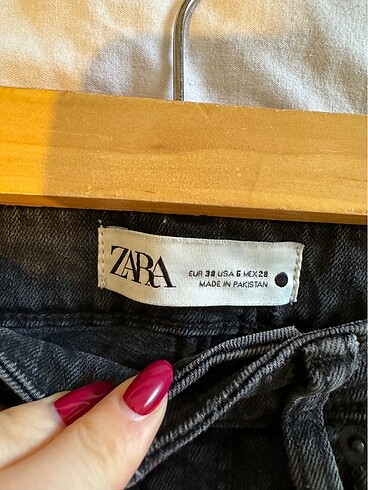 ZARA
EUR 38 USA 6 MEX 28
MADE IN PAKISTAN